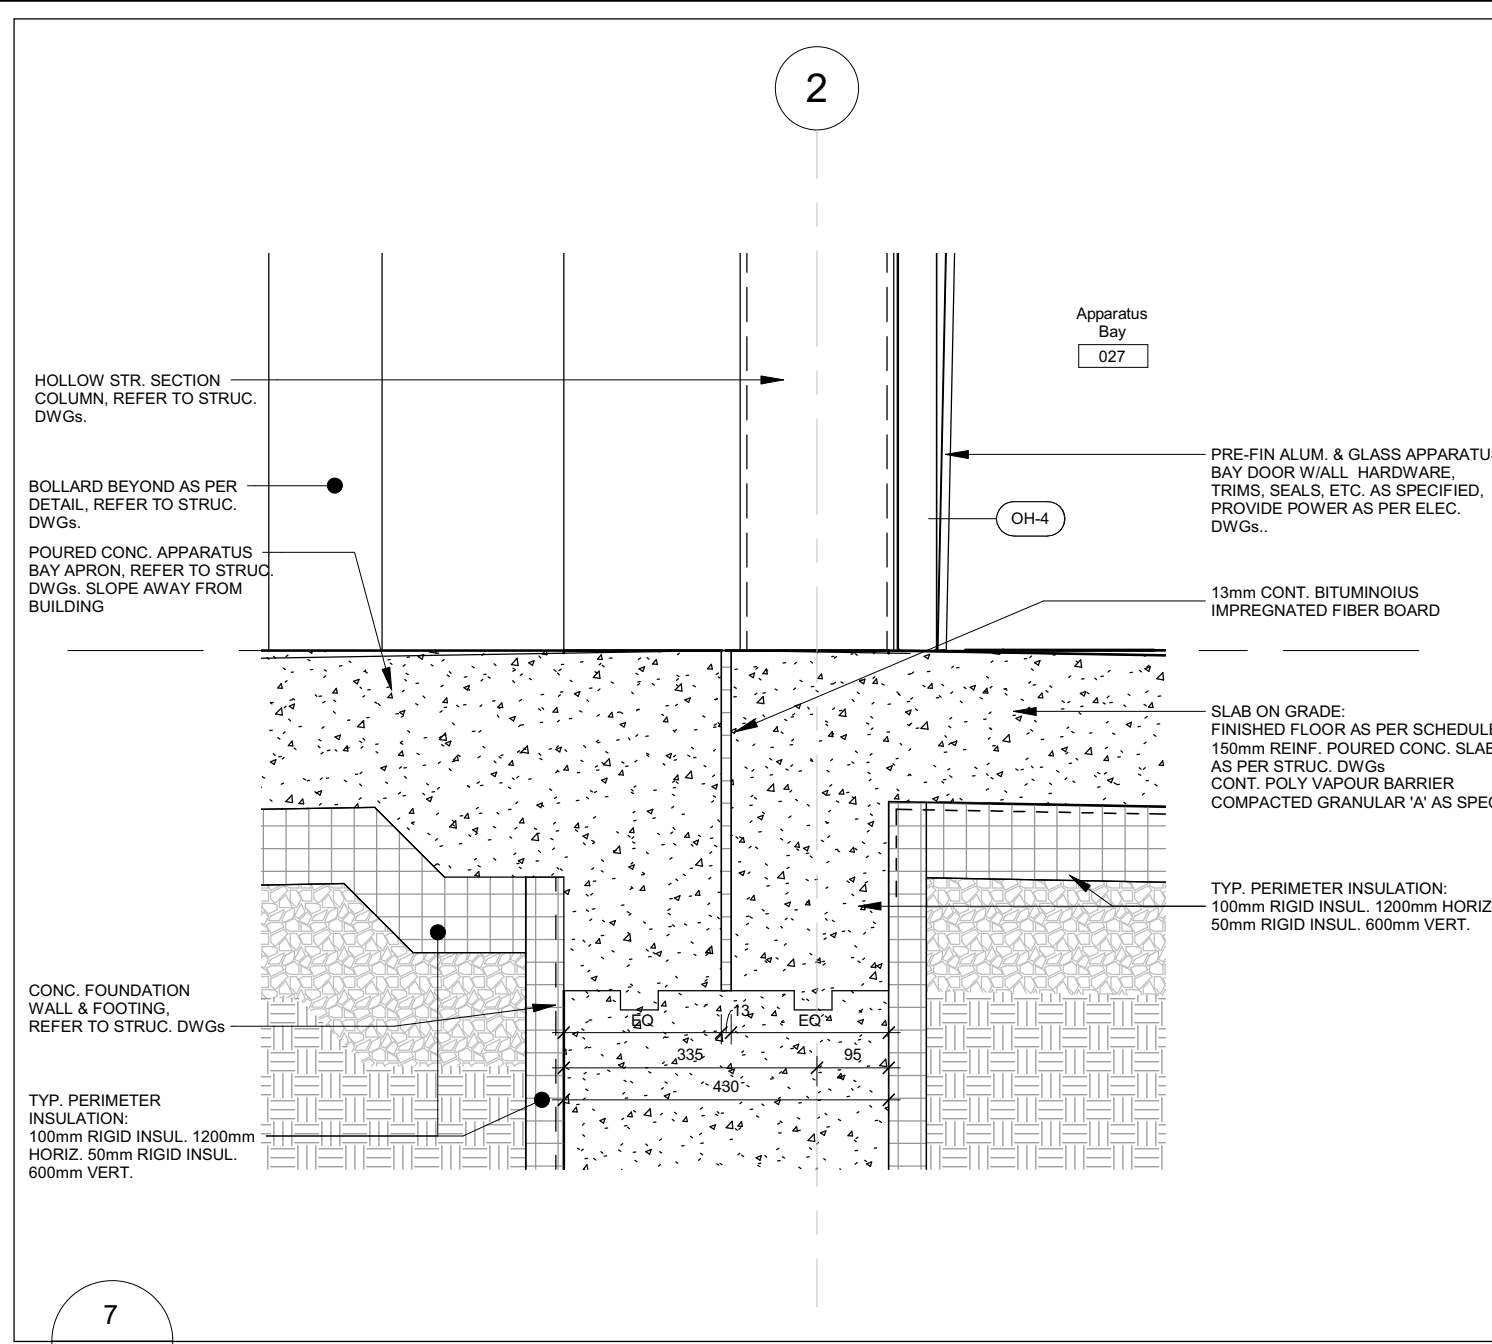 2
Apparatus
Bay
027
HOLLOW STR. SECTION
COLUMN, REFER TO STRUC.
DWGs.
BOLLARD BEYOND AS PER
DETAIL, REFER TO STRUC.
DWGs.
POURED CONC. APPARATUS
BAY APRON, REFER TO STRUC.
DWGs. SLOPE AWAY FROM
BUILDING
PRE-FIN ALUM. & GLASS APPARATUS
BAY DOOR W/ALL HARDWARE,
TRIMS, SEALS, ETC. AS SPECIFIED,
PROVIDE POWER AS PER ELEC.
DWGs..
OH-4
13mm CONT. BITUMINOIUS
IMPREGNATED FIBER BOARD
SLAB ON GRADE:
FINISHED FLOOR AS PER SCHEDULE
150mm REINF. POURED CONC. SLAB
AS PER STRUC. DWGs
CONT. POLY VAPOUR BARRIER
COMPACTED GRANULAR 'A' AS SPEC
TYP. PERIMETER INSULATION:
100mm RIGID INSUL. 1200mm HORIZ
50mm RIGID INSUL. 600mm VERT.
CONC. FOUNDATION
WALL & FOOTING,
REFER TO STRUC. DWGs
EQ 13 EQ
335 95
430
TYP. PERIMETER
INSULATION:
100mm RIGID INSUL. 1200mm
HORIZ. 50mm RIGID INSUL.
600mm VERT.
7